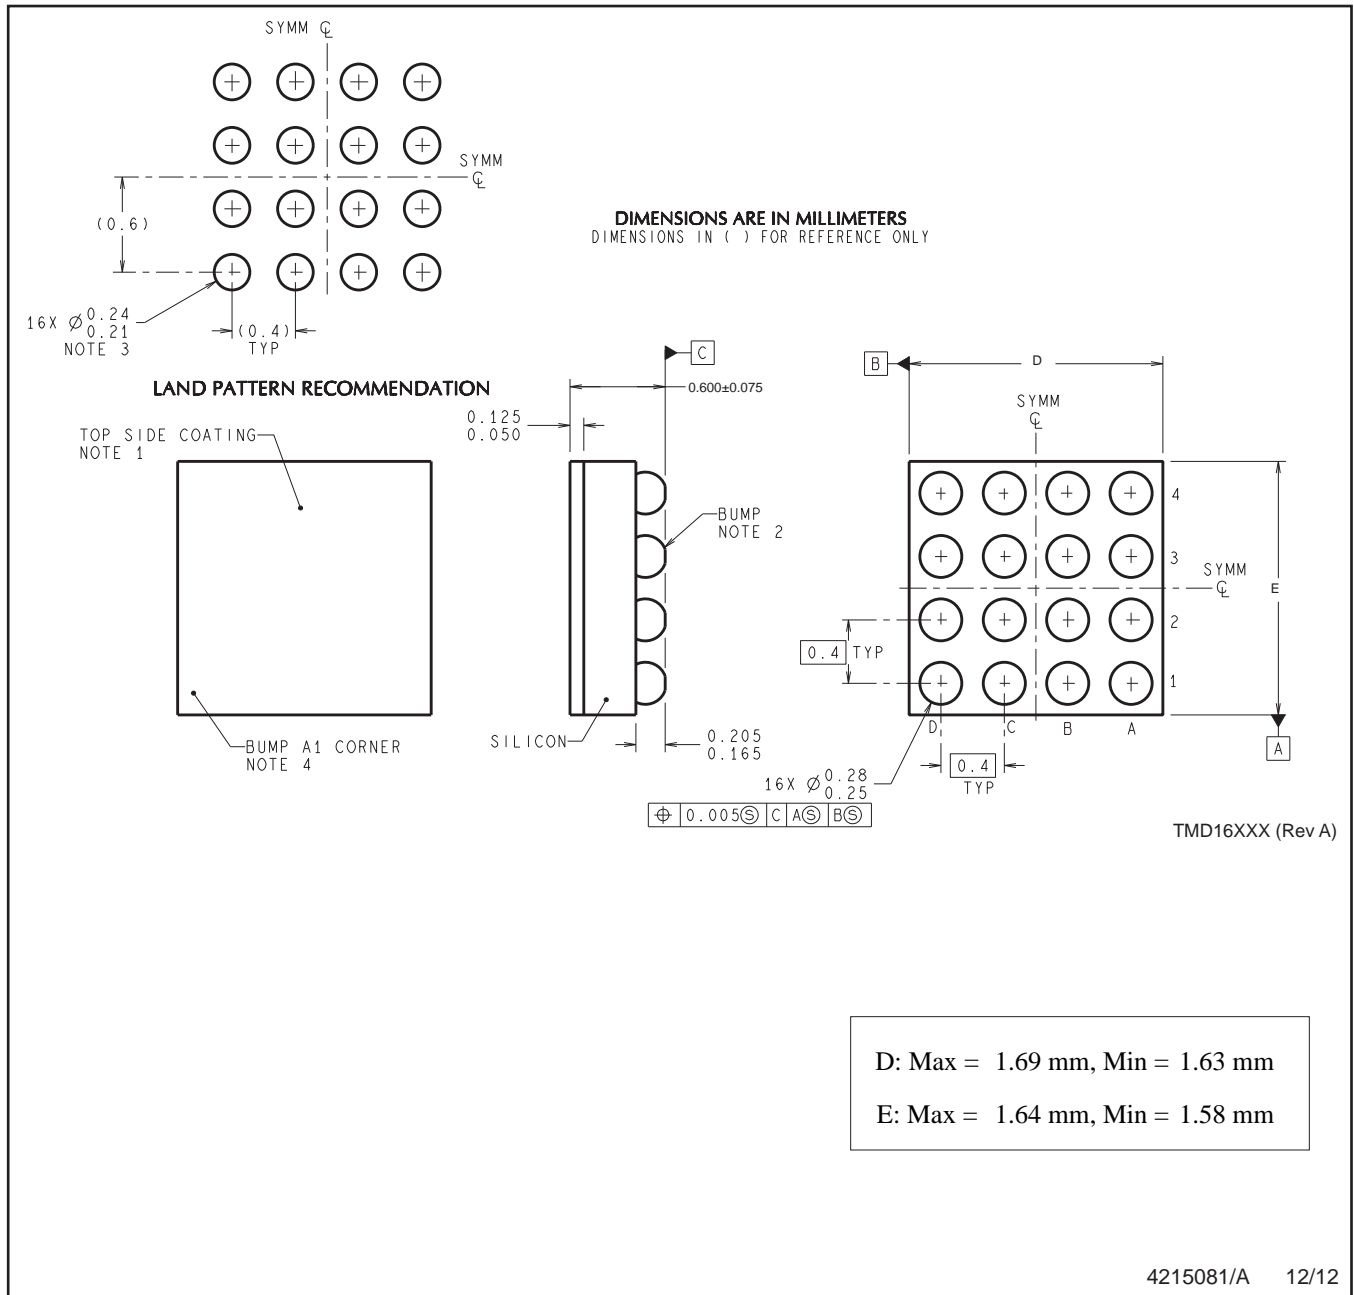 SYMM ℄
SYMM
℄
(0.6)
DIMENSIONS ARE IN MILLIMETERS
DIMENSIONS IN ( ) FOR REFERENCE ONLY
16X ⌀ 0.24
0.21
NOTE 3
(0.4)
TYP
LAND PATTERN RECOMMENDATION
C
0.600±0.075
B
D
0.125
0.050
SYMM
℄
TOP SIDE COATING
NOTE 1
BUMP
NOTE 2
4
3
SYMM
℄
E
2
0.4 TYP
1
BUMP A1 CORNER
NOTE 4
SILICON
0.205
0.165
D C B A
A
0.4
TYP
16X ⌀ 0.28
0.25
⌖ 0.005Ⓢ C AⓈ BⓈ
TMD16XXX (Rev A)
D: Max = 1.69 mm, Min = 1.63 mm
E: Max = 1.64 mm, Min = 1.58 mm
4215081/A 12/12